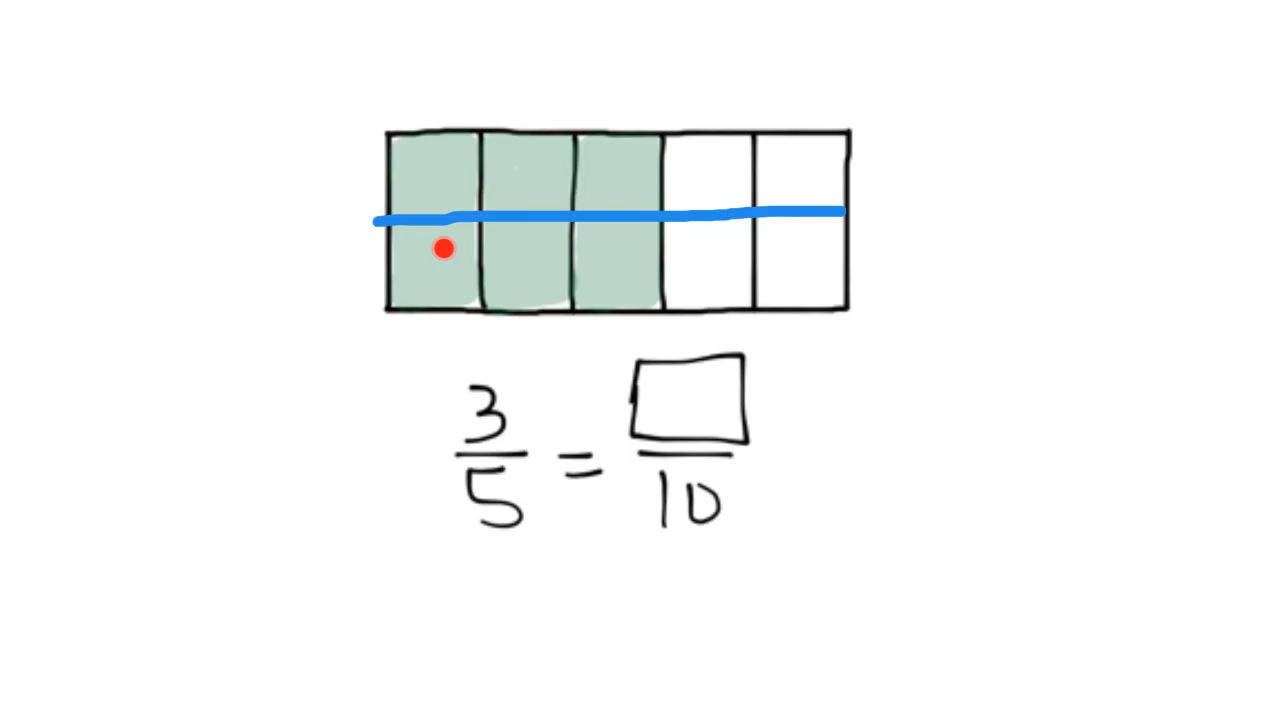 3/5 = □/10